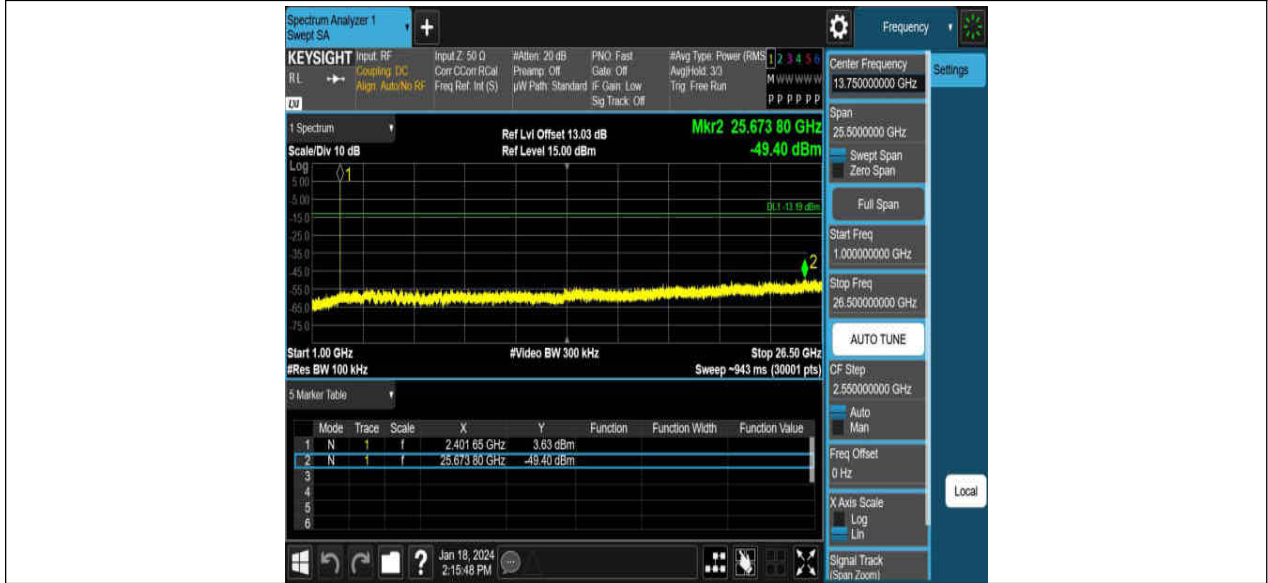 Spectrum Analyzer 1
Swept SA
+
Frequency
KEYSIGHT
RL
LXI
Input: RF
Coupling: DC
Align: Auto/No RF
Input Z: 50 Ω
Corr CCorr RCal
Freq Ref: Int (S)
#Atten: 20 dB
Preamp: Off
µW Path: Standard
PNO: Fast
Gate: Off
IF Gain: Low
Sig Track: Off
#Avg Type: Power (RMS
Avg|Hold: 3/3
Trig: Free Run
1 2 3 4 5 6
M W W W W W
P P P P P P
1 Spectrum
Scale/Div 10 dB
Log
Ref Lvl Offset 13.03 dB
Ref Level 15.00 dBm
Mkr2 25.673 80 GHz
-49.40 dBm
5.00
-5.00
-15.0
-25.0
-35.0
-45.0
-55.0
-65.0
-75.0
1
DL1 -13.19 dBm
2
Start 1.00 GHz
#Video BW 300 kHz
Stop 26.50 GHz
#Res BW 100 kHz
Sweep ~943 ms (30001 pts)
5 Marker Table
Mode Trace Scale X Y Function Function Width Function Value
1 N 1 f 2.401 65 GHz 3.63 dBm
2 N 1 f 25.673 80 GHz -49.40 dBm
3
4
5
6
?
Jan 18, 2024
2:15:48 PM
Center Frequency
13.750000000 GHz
Span
25.5000000 GHz
Swept Span
Zero Span
Full Span
Start Freq
1.000000000 GHz
Stop Freq
26.500000000 GHz
AUTO TUNE
CF Step
2.550000000 GHz
Auto
Man
Freq Offset
0 Hz
X Axis Scale
Log
Lin
Signal Track
(Span Zoom)
Settings
Local